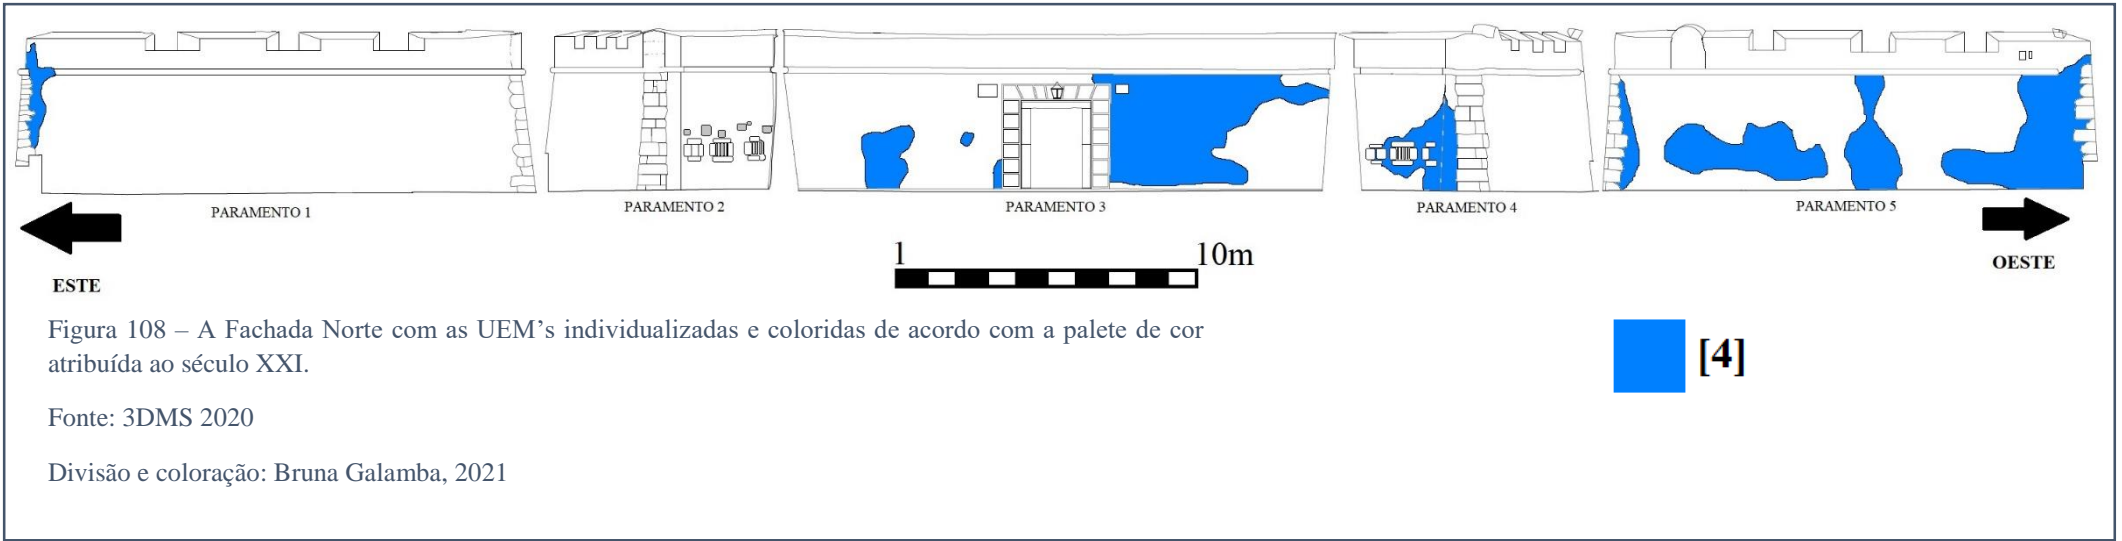 PARAMENTO 1
PARAMENTO 2
PARAMENTO 3
PARAMENTO 4
PARAMENTO 5
ESTE
1 10m
OESTE
Figura 108 – A Fachada Norte com as UEM’s individualizadas e coloridas de acordo com a palete de cor
atribuída ao século XXI.
[4]
Fonte: 3DMS 2020
Divisão e coloração: Bruna Galamba, 2021